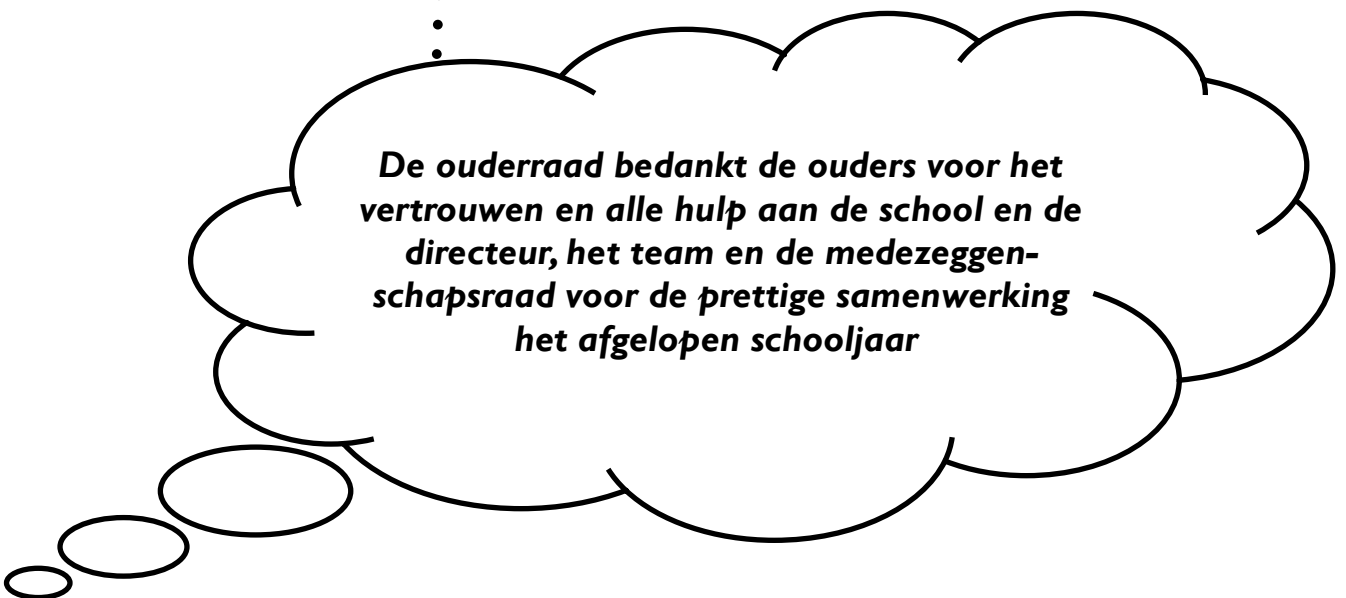 De ouderraad bedankt de ouders voor het
vertrouwen en alle hulp aan de school en de
directeur, het team en de medezeggen-
schapsraad voor de prettige samenwerking
het afgelopen schooljaar